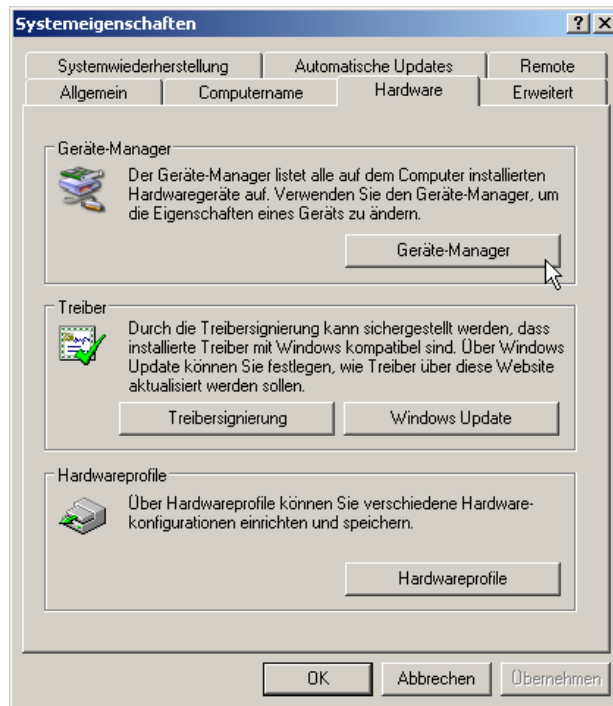 Systemeigenschaften
Systemwiederherstellung Automatische Updates Remote
Allgemein Computername Hardware Erweitert
Geräte-Manager
Der Geräte-Manager listet alle auf dem Computer installierten
Hardwaregeräte auf. Verwenden Sie den Geräte-Manager, um
die Eigenschaften eines Geräts zu ändern.
Geräte-Manager
Treiber
Durch die Treibersignierung kann sichergestellt werden, dass
installierte Treiber mit Windows kompatibel sind. Über Windows
Update können Sie festlegen, wie Treiber über diese Website
aktualisiert werden sollen.
Treibersignierung Windows Update
Hardwareprofile
Über Hardwareprofile können Sie verschiedene Hardware-
konfigurationen einrichten und speichern.
Hardwareprofile
OK Abbrechen Übernehmen